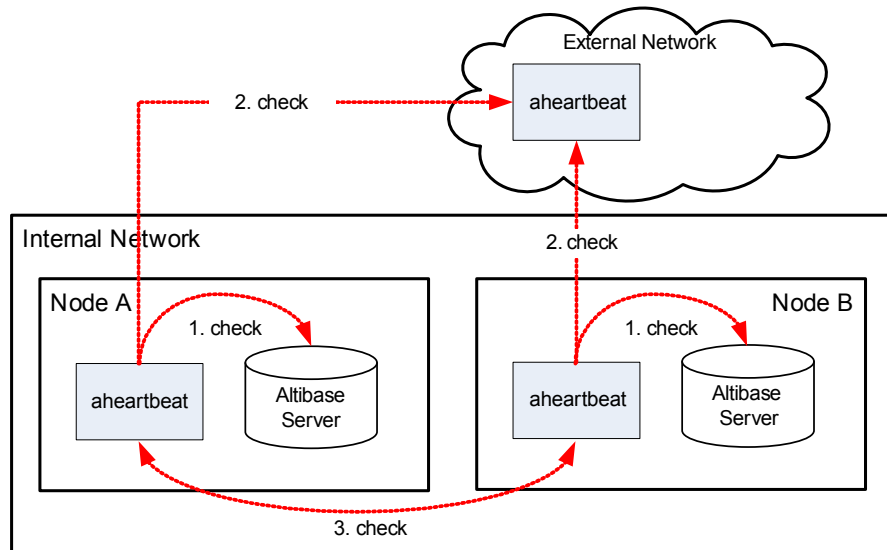 External Network
aheartbeat
2. check
Internal Network
2. check
Node A
1. check
aheartbeat
Altibase
Server
Node B
1. check
aheartbeat
Altibase
Server
3. check